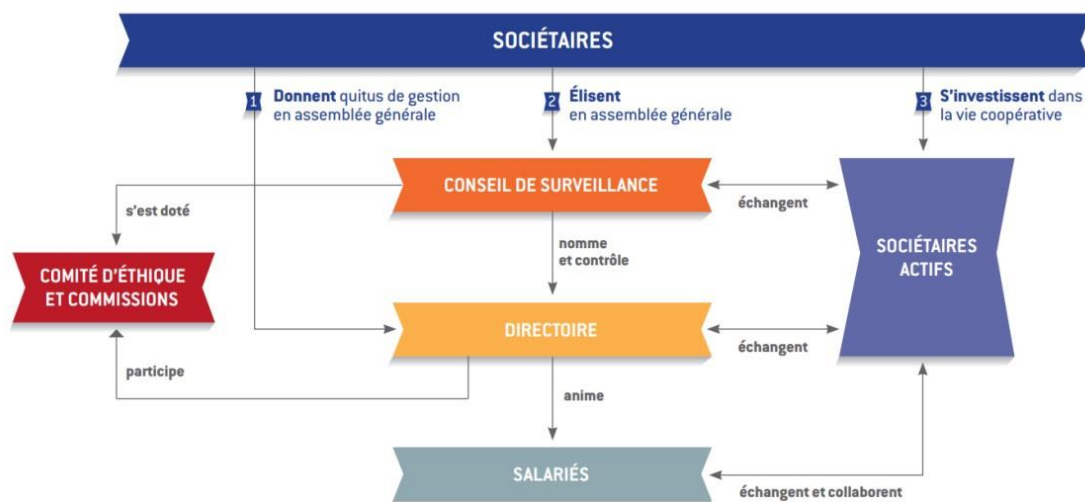 SOCIÉTAIRES
1 Donnent quitus de gestion
en assemblée générale
2 Élisent
en assemblée générale
3 S'investissent dans
la vie coopérative
CONSEIL DE SURVEILLANCE
échangent
s'est doté
nomme
et contrôle
SOCIÉTAIRES
ACTIFS
COMITÉ D'ÉTHIQUE
ET COMMISSIONS
DIRECTOIRE
échangent
participe
anime
SALARIÉS
échangent et collaborent